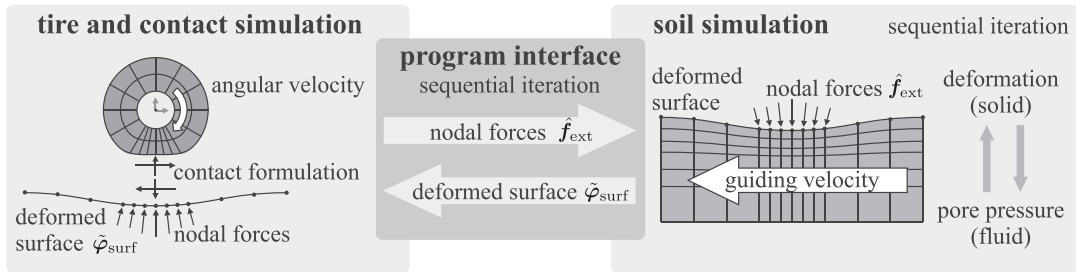 tire and contact simulation
angular velocity
contact formulation
deformed
surface φ̃surf
nodal forces
program interface
sequential iteration
nodal forces f̂ext
deformed surface φ̃surf
soil simulation
sequential iteration
deformed
surface
nodal forces f̂ext
guiding velocity
deformation
(solid)
pore pressure
(fluid)